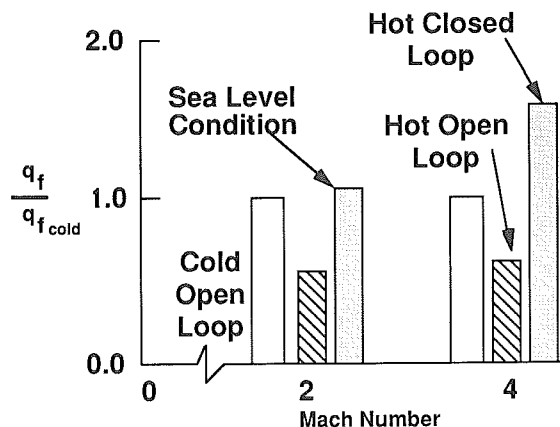 2.0
Hot Closed
Loop
Sea Level
Condition
Hot Open
Loop
q_f
q_f cold
1.0
Cold
Open
Loop
0.0
0
2
4
Mach Number